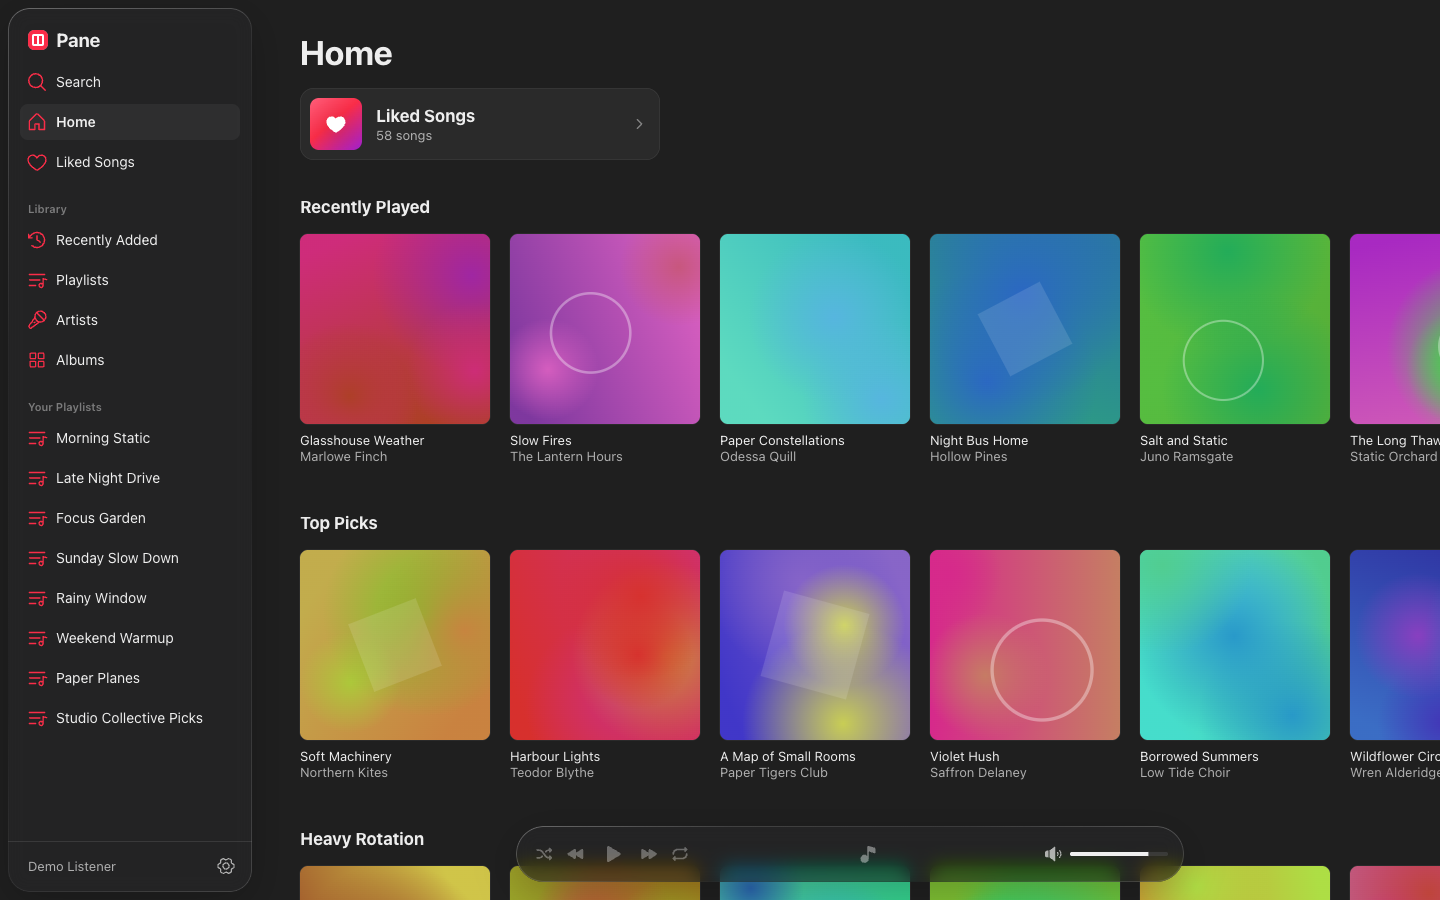 Pane
Search
Home
Liked Songs
Library
Recently Added
Playlists
Artists
Albums
Your Playlists
Morning Static
Late Night Drive
Focus Garden
Sunday Slow Down
Rainy Window
Weekend Warmup
Paper Planes
Studio Collective Picks
Demo Listener
Home
Liked Songs
58 songs
Recently Played
Glasshouse Weather
Marlowe Finch
Slow Fires
The Lantern Hours
Paper Constellations
Odessa Quill
Night Bus Home
Hollow Pines
Salt and Static
Juno Ramsgate
The Long Thaw
Static Orchard
Top Picks
Soft Machinery
Northern Kites
Harbour Lights
Teodor Blythe
A Map of Small Rooms
Paper Tigers Club
Violet Hush
Saffron Delaney
Borrowed Summers
Low Tide Choir
Wildflower
Wren Alderidge
Heavy Rotation